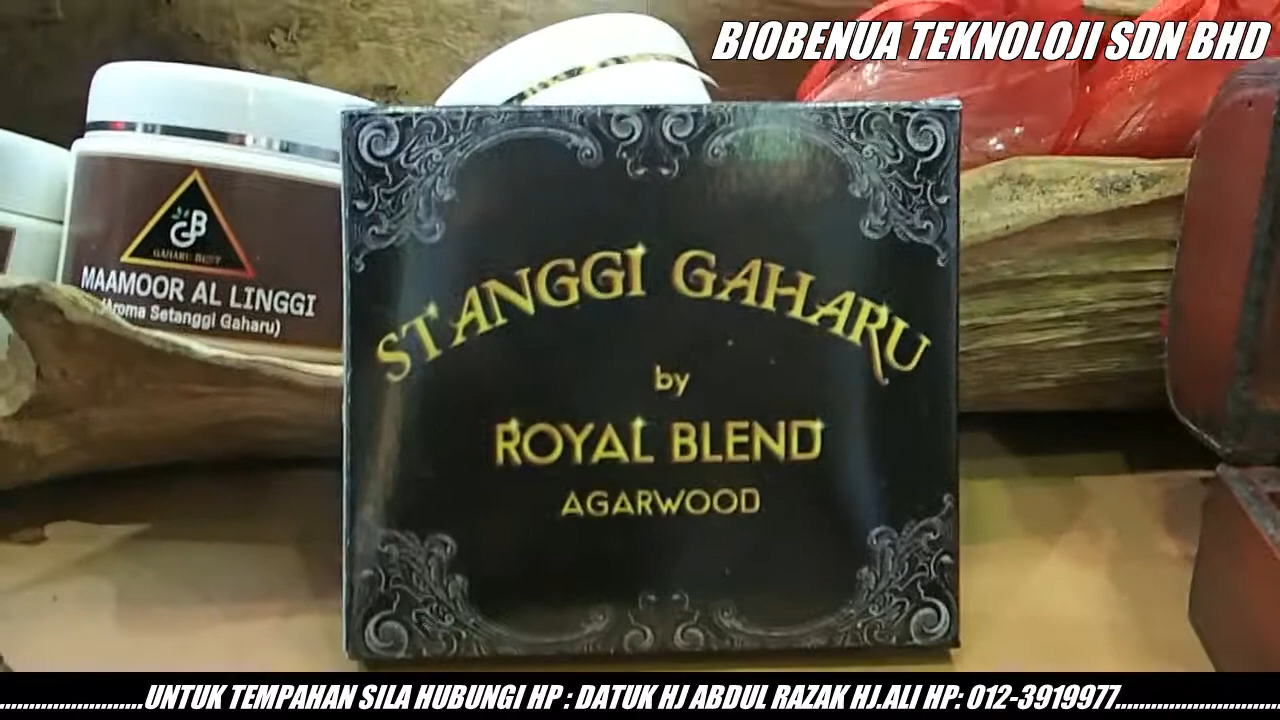 BIOBENUA TEKNOLOJI SDN BHD
GB
GAHARU BEST
MAAMOOR AL LINGGI
(Aroma Setanggi Gaharu)
STANGGI GAHARU
by
ROYAL BLEND
AGARWOOD
........................UNTUK TEMPAHAN SILA HUBUNGI HP : DATUK HJ ABDUL RAZAK HJ.ALI HP: 012-3919977...........................